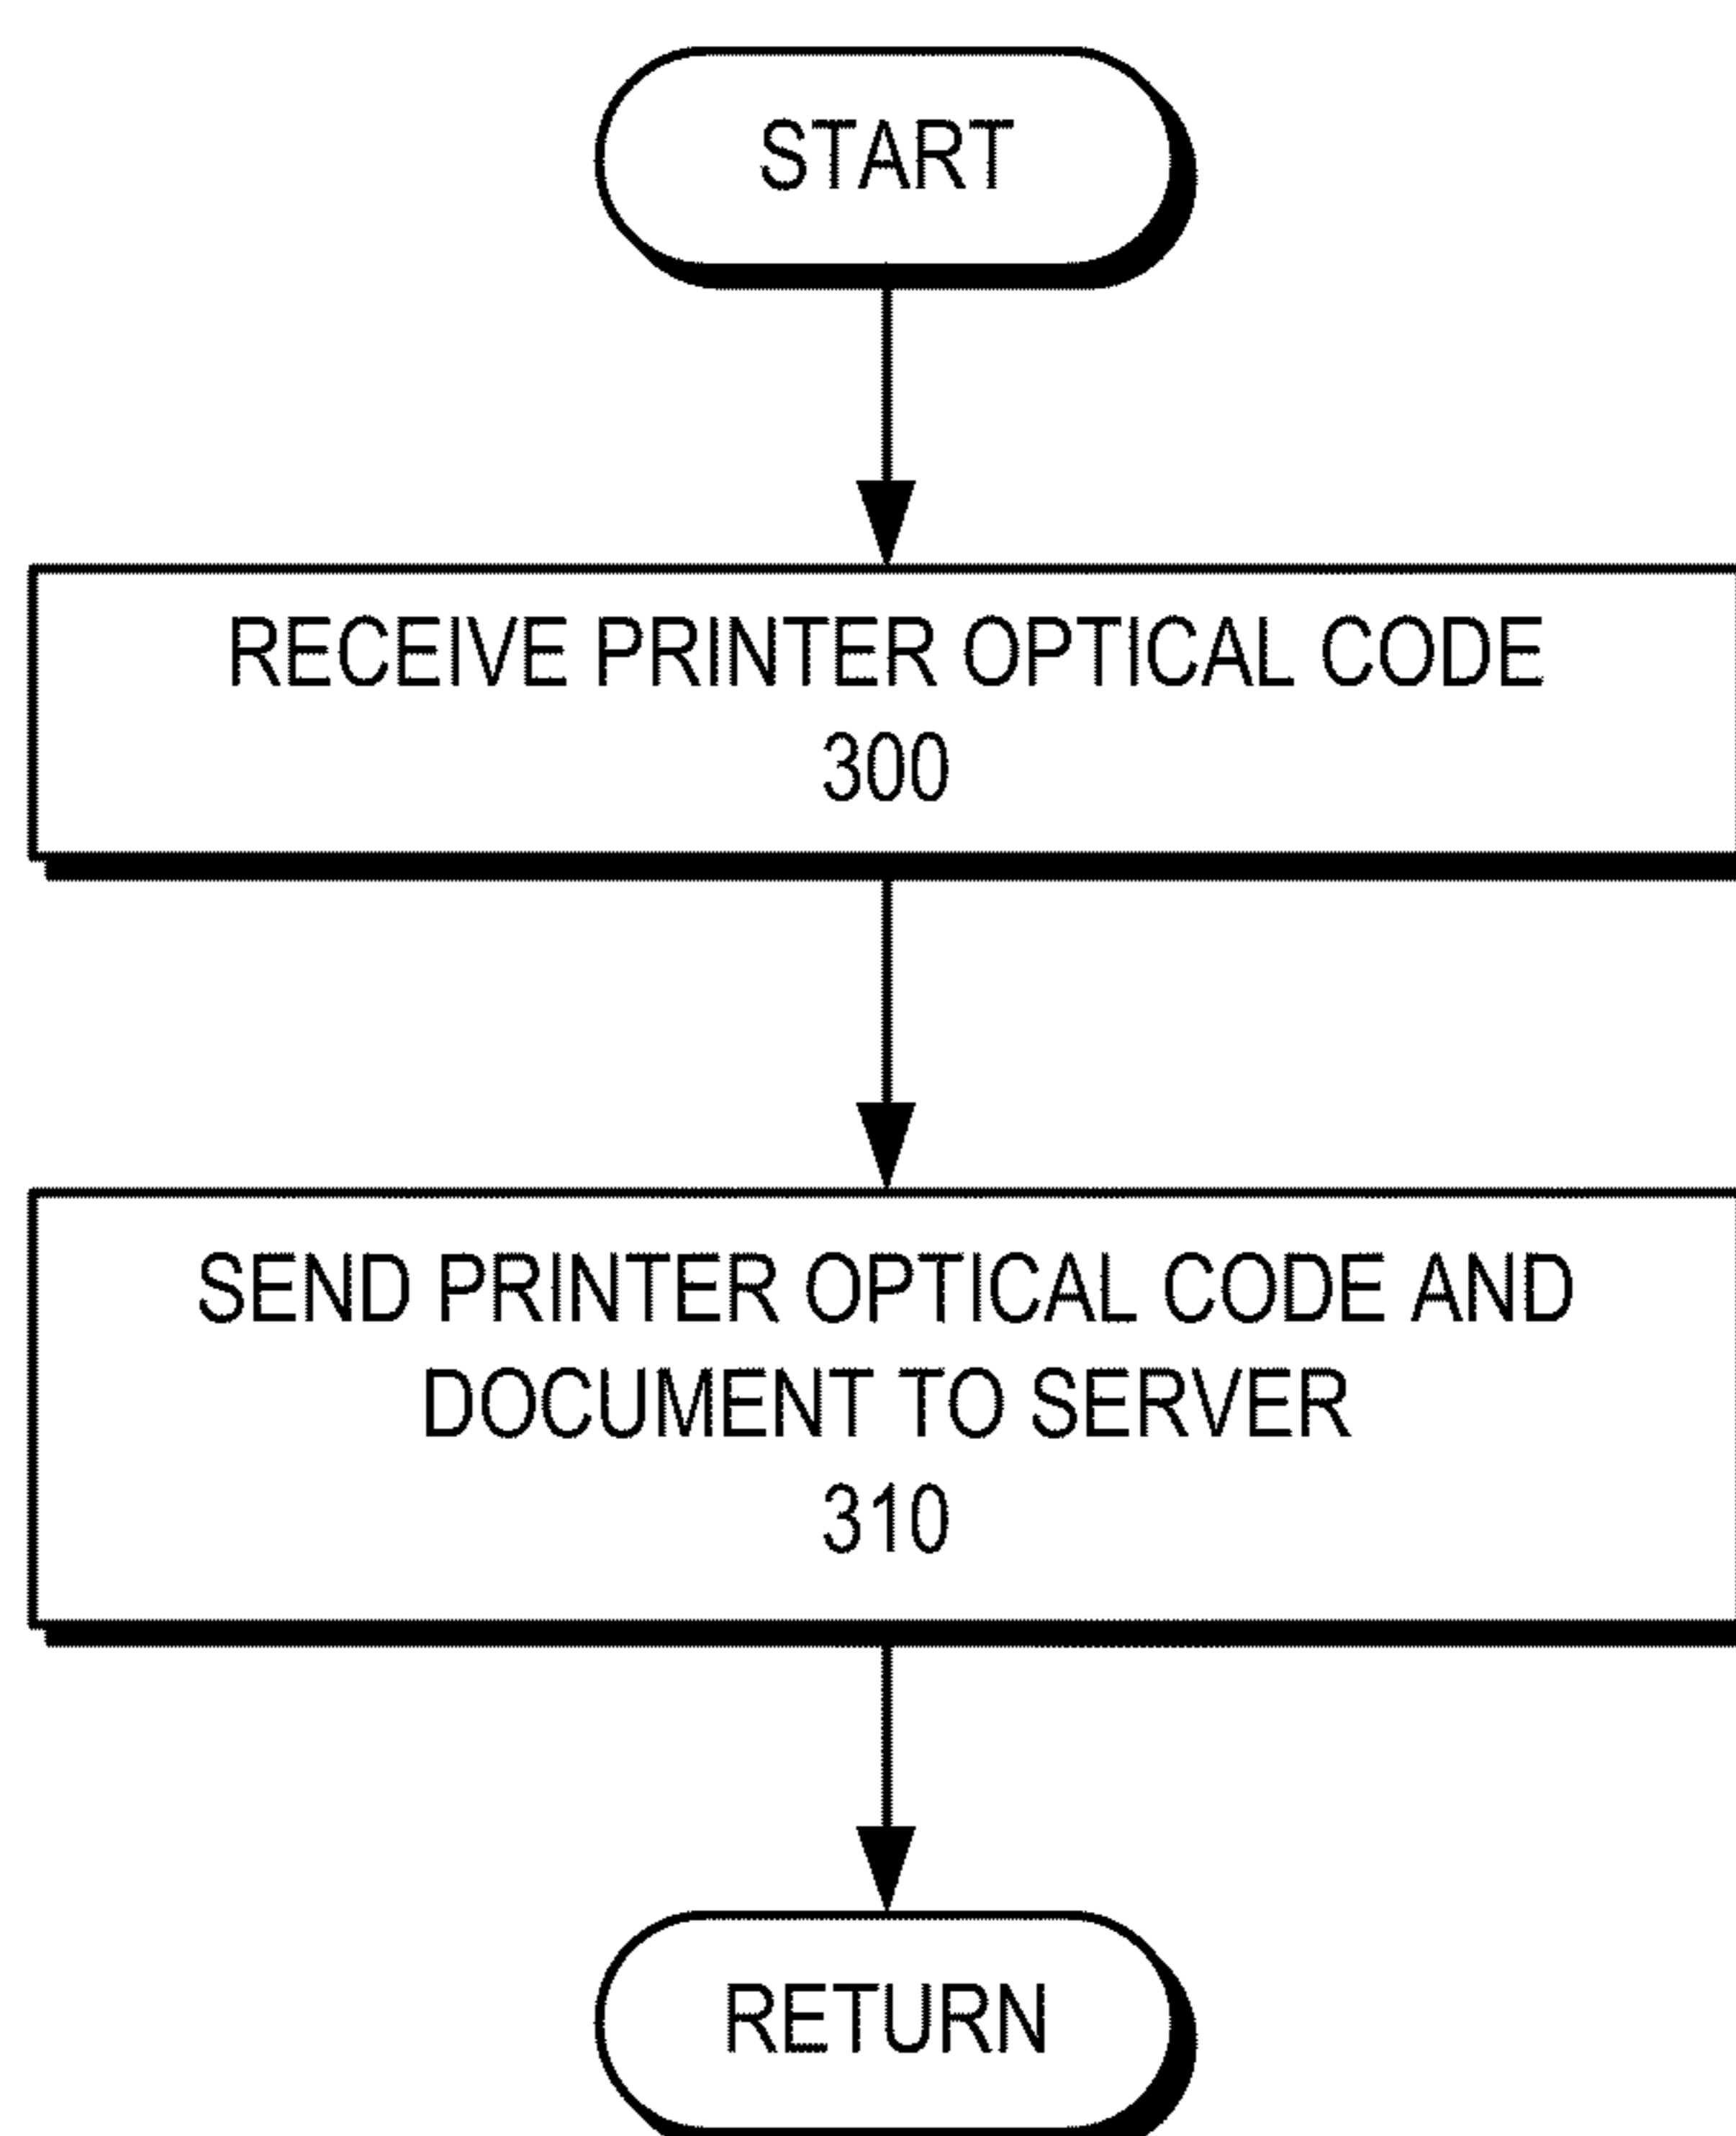 START
RECEIVE PRINTER OPTICAL CODE
300
SEND PRINTER OPTICAL CODE AND
DOCUMENT TO SERVER
310
RETURN